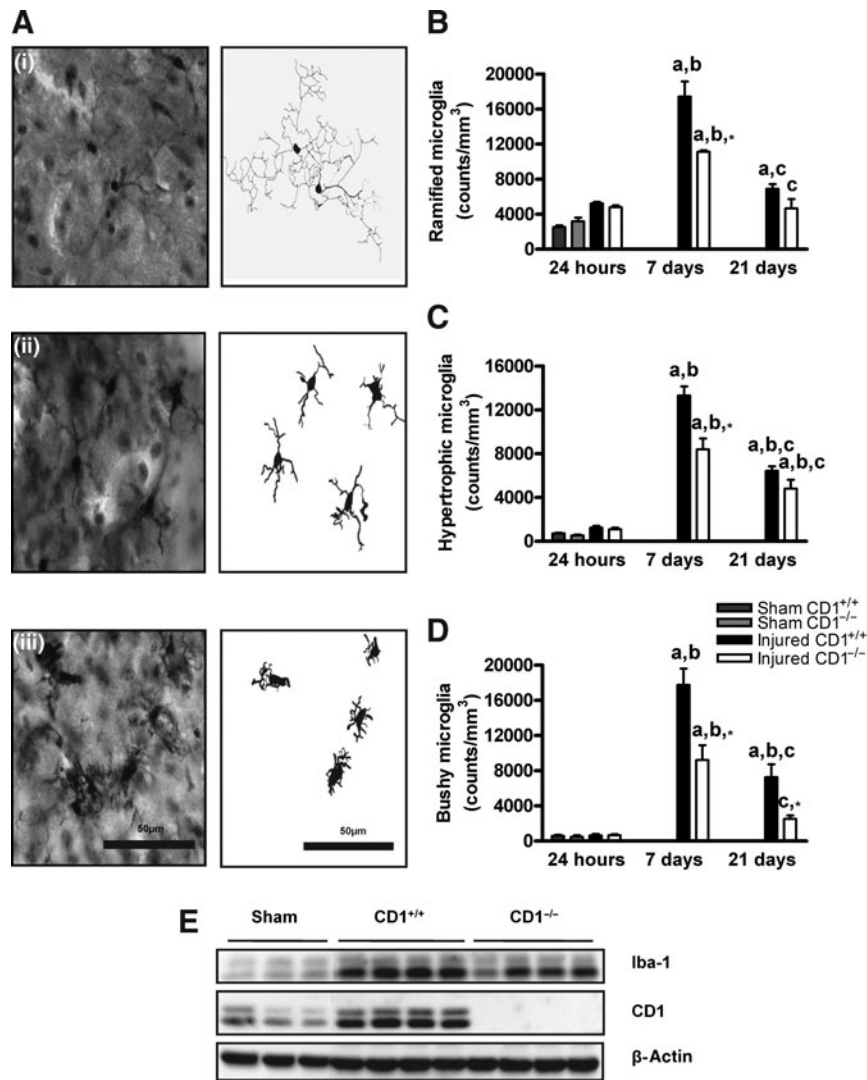 A
(i)
(ii)
(iii)
50μm
50μm
B
Ramified microglia
(counts/mm³)
20000
16000
12000
8000
4000
0
a,b
a,b,*
a,c
c
24 hours
7 days
21 days
C
Hypertrophic microglia
(counts/mm³)
16000
12000
8000
4000
0
a,b
a,b,*
a,b,c
a,b,c
24 hours
7 days
21 days
Sham CD1+/+
Sham CD1−/−
Injured CD1+/+
Injured CD1−/−
D
Bushy microglia
(counts/mm³)
20000
16000
12000
8000
4000
0
a,b
a,b,*
a,b,c
c,*
24 hours
7 days
21 days
E
Sham
CD1+/+
CD1−/−
Iba-1
CD1
β-Actin